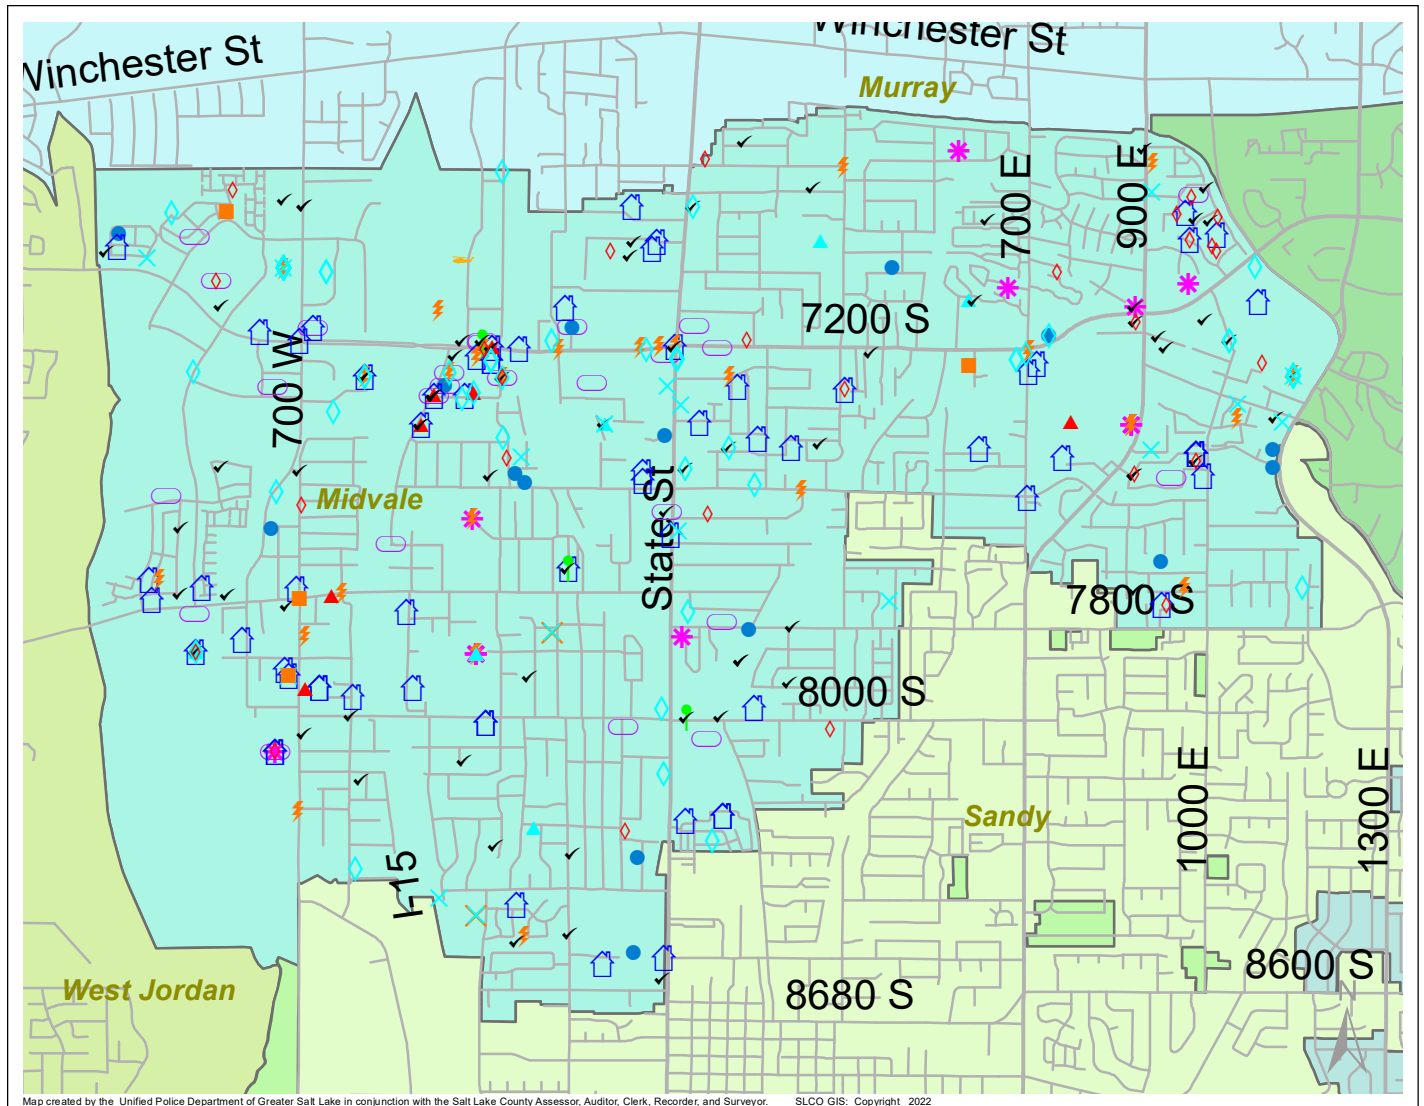 Winchester St
Winchester St
Murray
700 E
900 E
7200 S
700 W
Midvale
State St
7800 S
8000 S
Sandy
1000 E
1300 E
I-15
8600 S
West Jordan
8680 S
Map created by the Unified Police Department of Greater Salt Lake in conjunction with the Salt Lake County Assessor, Auditor, Clerk, Recorder, and Surveyor. SLCO GIS: Copyright 2022